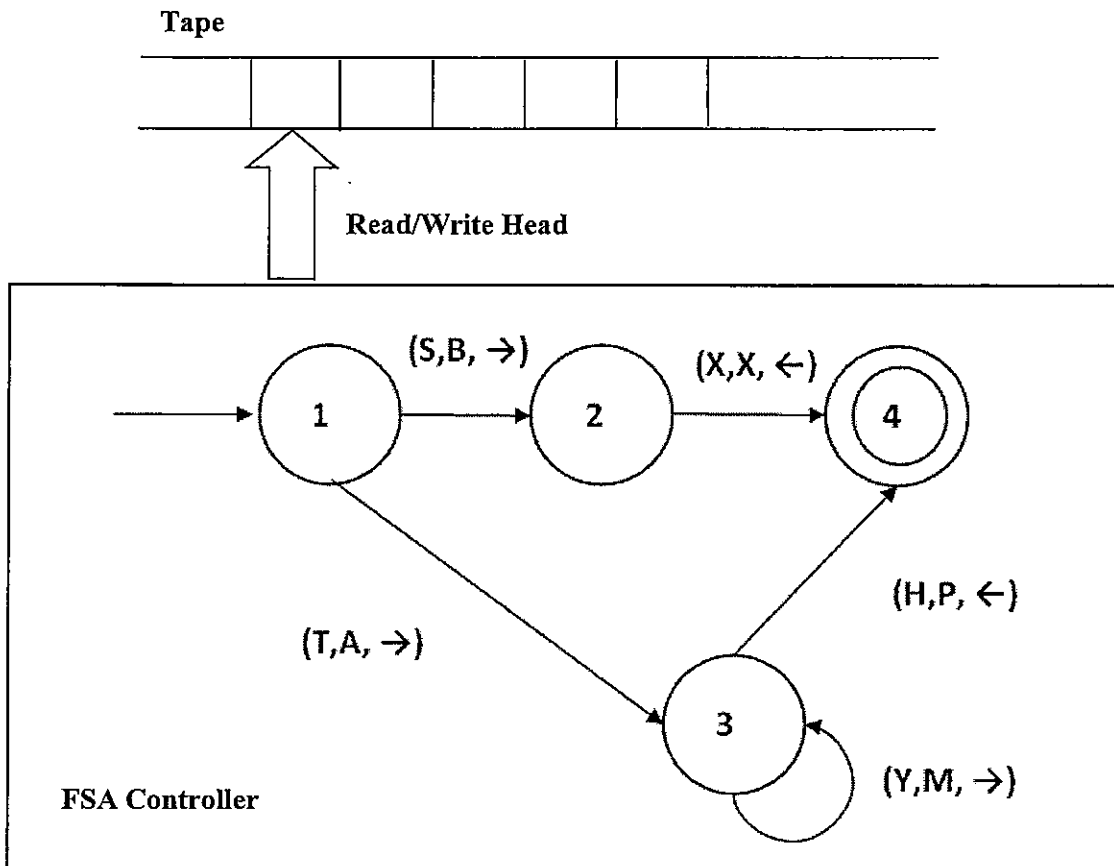 Tape
Read/Write Head
(S,B, →)
(X,X, ←)
1
2
4
(H,P, ←)
(T,A, →)
3
(Y,M, →)
FSA Controller